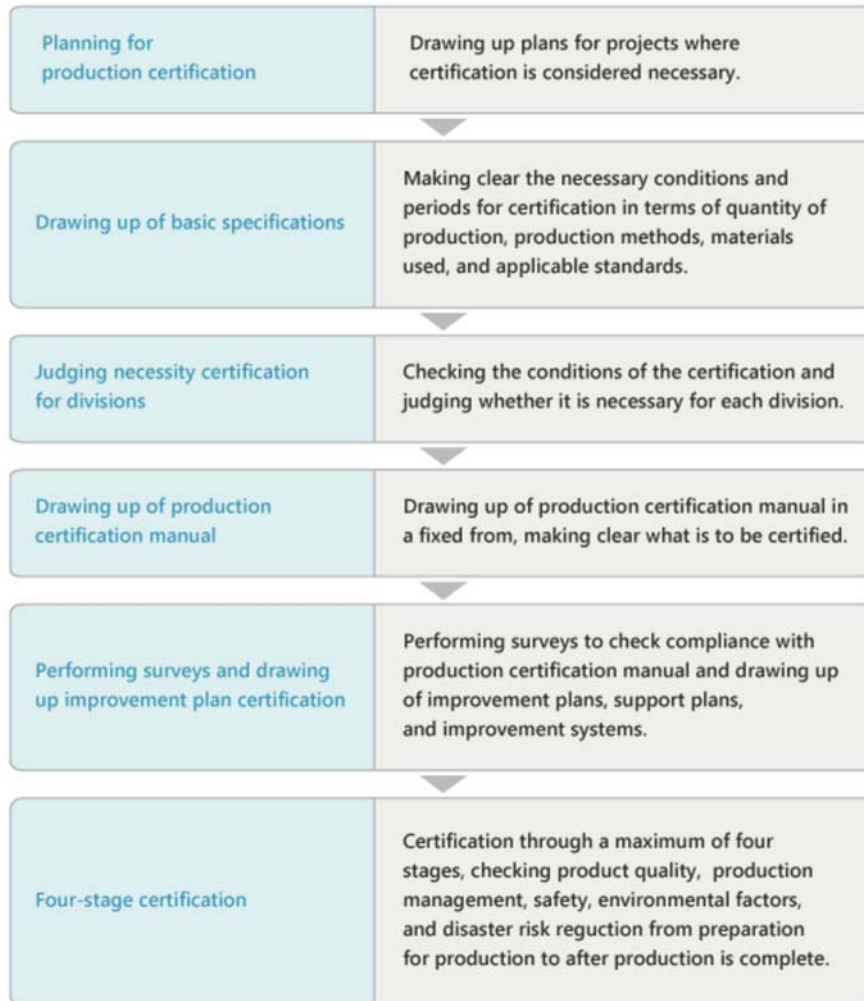 Planning for
production certification
Drawing up plans for projects where
certification is considered necessary.
Drawing up of basic specifications
Making clear the necessary conditions and
periods for certification in terms of quantity of
production, production methods, materials
used, and applicable standards.
Judging necessity certification
for divisions
Checking the conditions of the certification and
judging whether it is necessary for each division.
Drawing up of production
certification manual
Drawing up of production certification manual in
a fixed from, making clear what is to be certified.
Performing surveys and drawing
up improvement plan certification
Performing surveys to check compliance with
production certification manual and drawing up
of improvement plans, support plans,
and improvement systems.
Four-stage certification
Certification through a maximum of four
stages, checking product quality, production
management, safety, environmental factors,
and disaster risk reguction from preparation
for production to after production is complete.